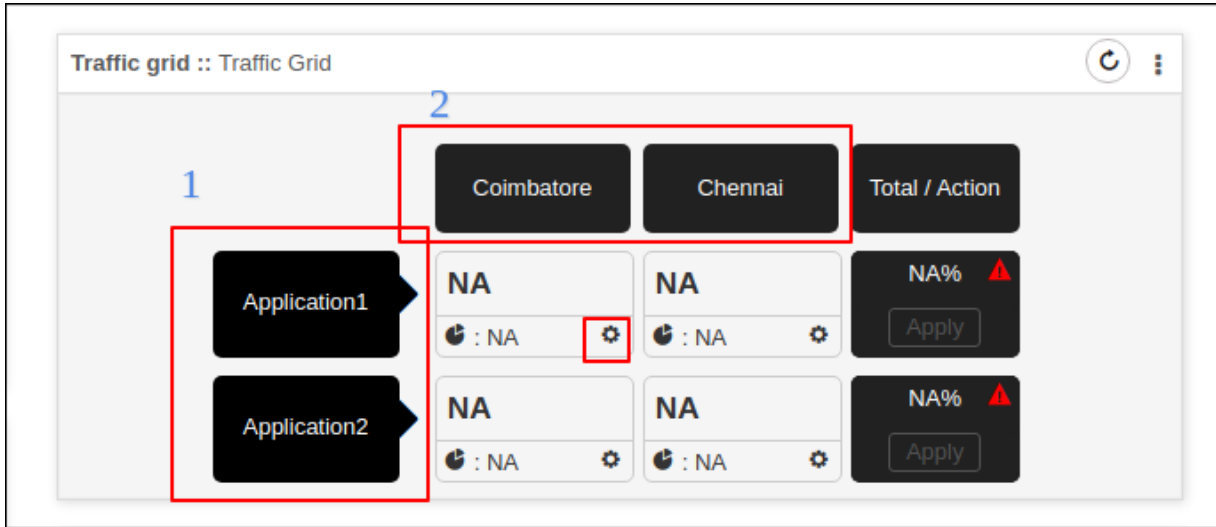 Traffic grid :: Traffic Grid
2
1
Coimbatore Chennai Total / Action
Application1
NA NA NA%
: NA : NA Apply
Application2
NA NA NA%
: NA : NA Apply